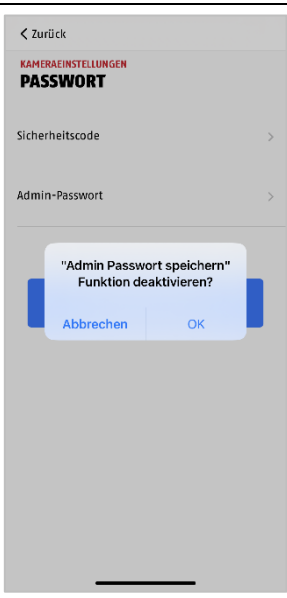 Zurück
KAMERAEINSTELLUNGEN
PASSWORT
Sicherheitscode
Admin-Passwort
"Admin Passwort speichern"
Funktion deaktivieren?
Abbrechen OK